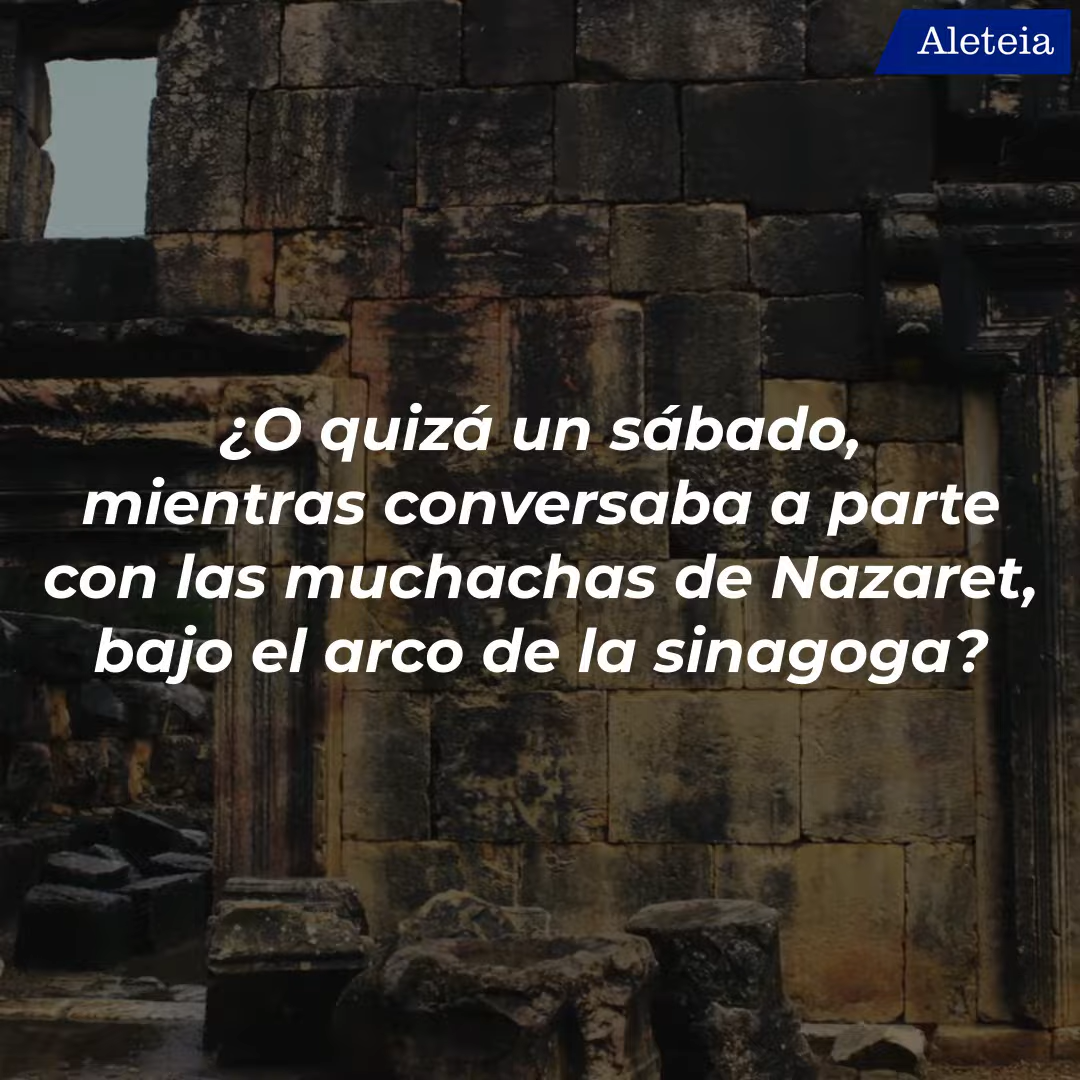 Aleteia
¿O quizá un sábado,
mientras conversaba a parte
con las muchachas de Nazaret,
bajo el arco de la sinagoga?